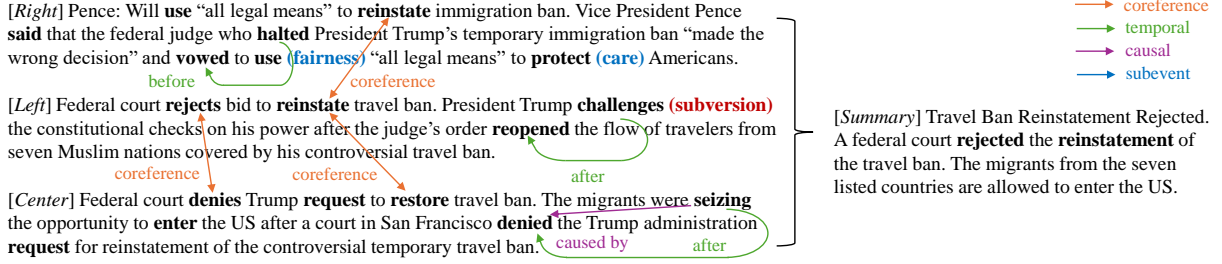 [Right] Pence: Will use “all legal means” to reinstate immigration ban. Vice President Pence
said that the federal judge who halted President Trump’s temporary immigration ban “made the
wrong decision” and vowed to use (fairness) “all legal means” to protect (care) Americans.
before
coreference
[Left] Federal court rejects bid to reinstate travel ban. President Trump challenges (subversion)
the constitutional checks on his power after the judge’s order reopened the flow of travelers from
seven Muslim nations covered by his controversial travel ban.
after
coreference
coreference
[Center] Federal court denies Trump request to restore travel ban. The migrants were seizing
the opportunity to enter the US after a court in San Francisco denied the Trump administration
request for reinstatement of the controversial temporary travel ban.
caused by
after
coreference
temporal
causal
subevent
[Summary] Travel Ban Reinstatement Rejected.
A federal court rejected the reinstatement of
the travel ban. The migrants from the seven
listed countries are allowed to enter the US.